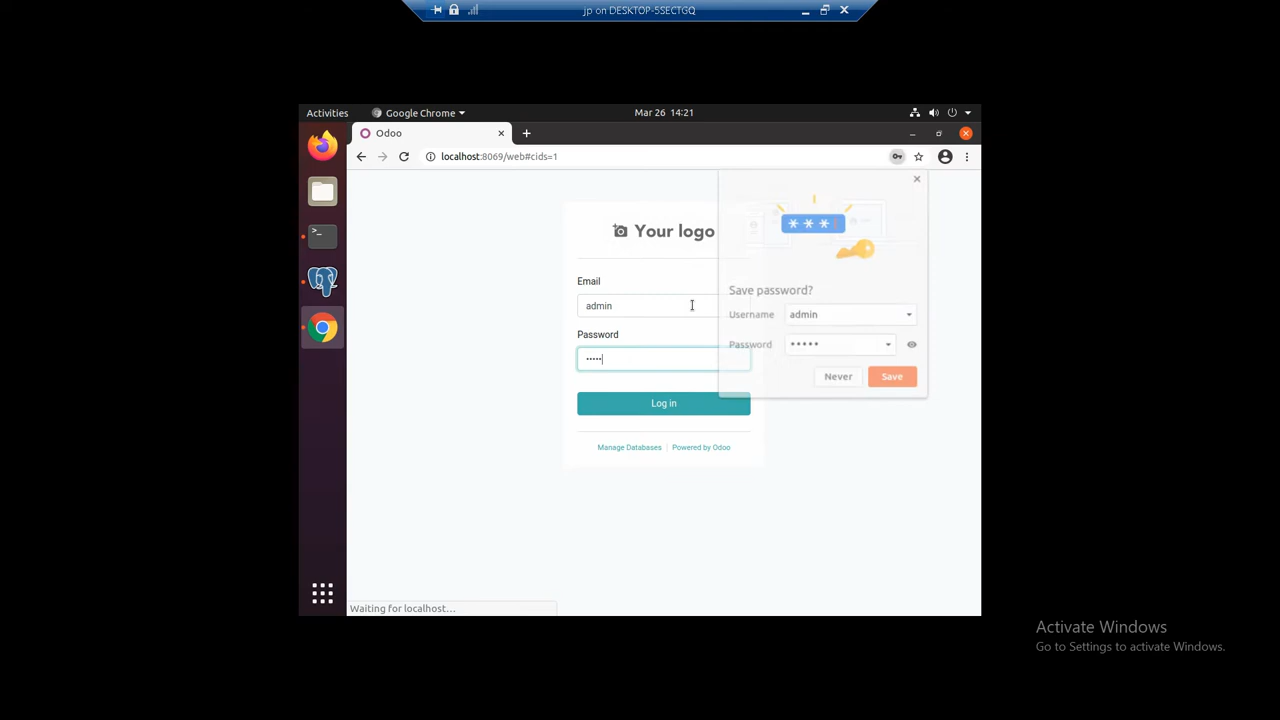 jp on DESKTOP-5SECTGQ
Activities
Google Chrome
Mar 26 14:21
Odoo
localhost:8069/web#cids=1
Your logo
Email
admin
Password
•••••
Log in
Manage Databases | Powered by Odoo
* * *
Save password?
Username admin
Password •••••
Never Save
Waiting for localhost…
Activate Windows
Go to Settings to activate Windows.